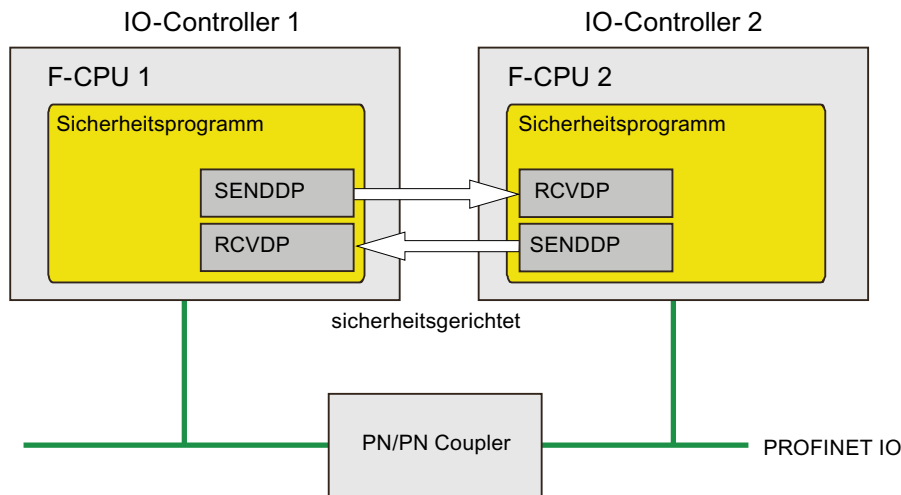 IO-Controller 1
IO-Controller 2
F-CPU 1
F-CPU 2
Sicherheitsprogramm
Sicherheitsprogramm
SENDDP
RCVDP
RCVDP
SENDDP
sicherheitsgerichtet
PN/PN Coupler
PROFINET IO